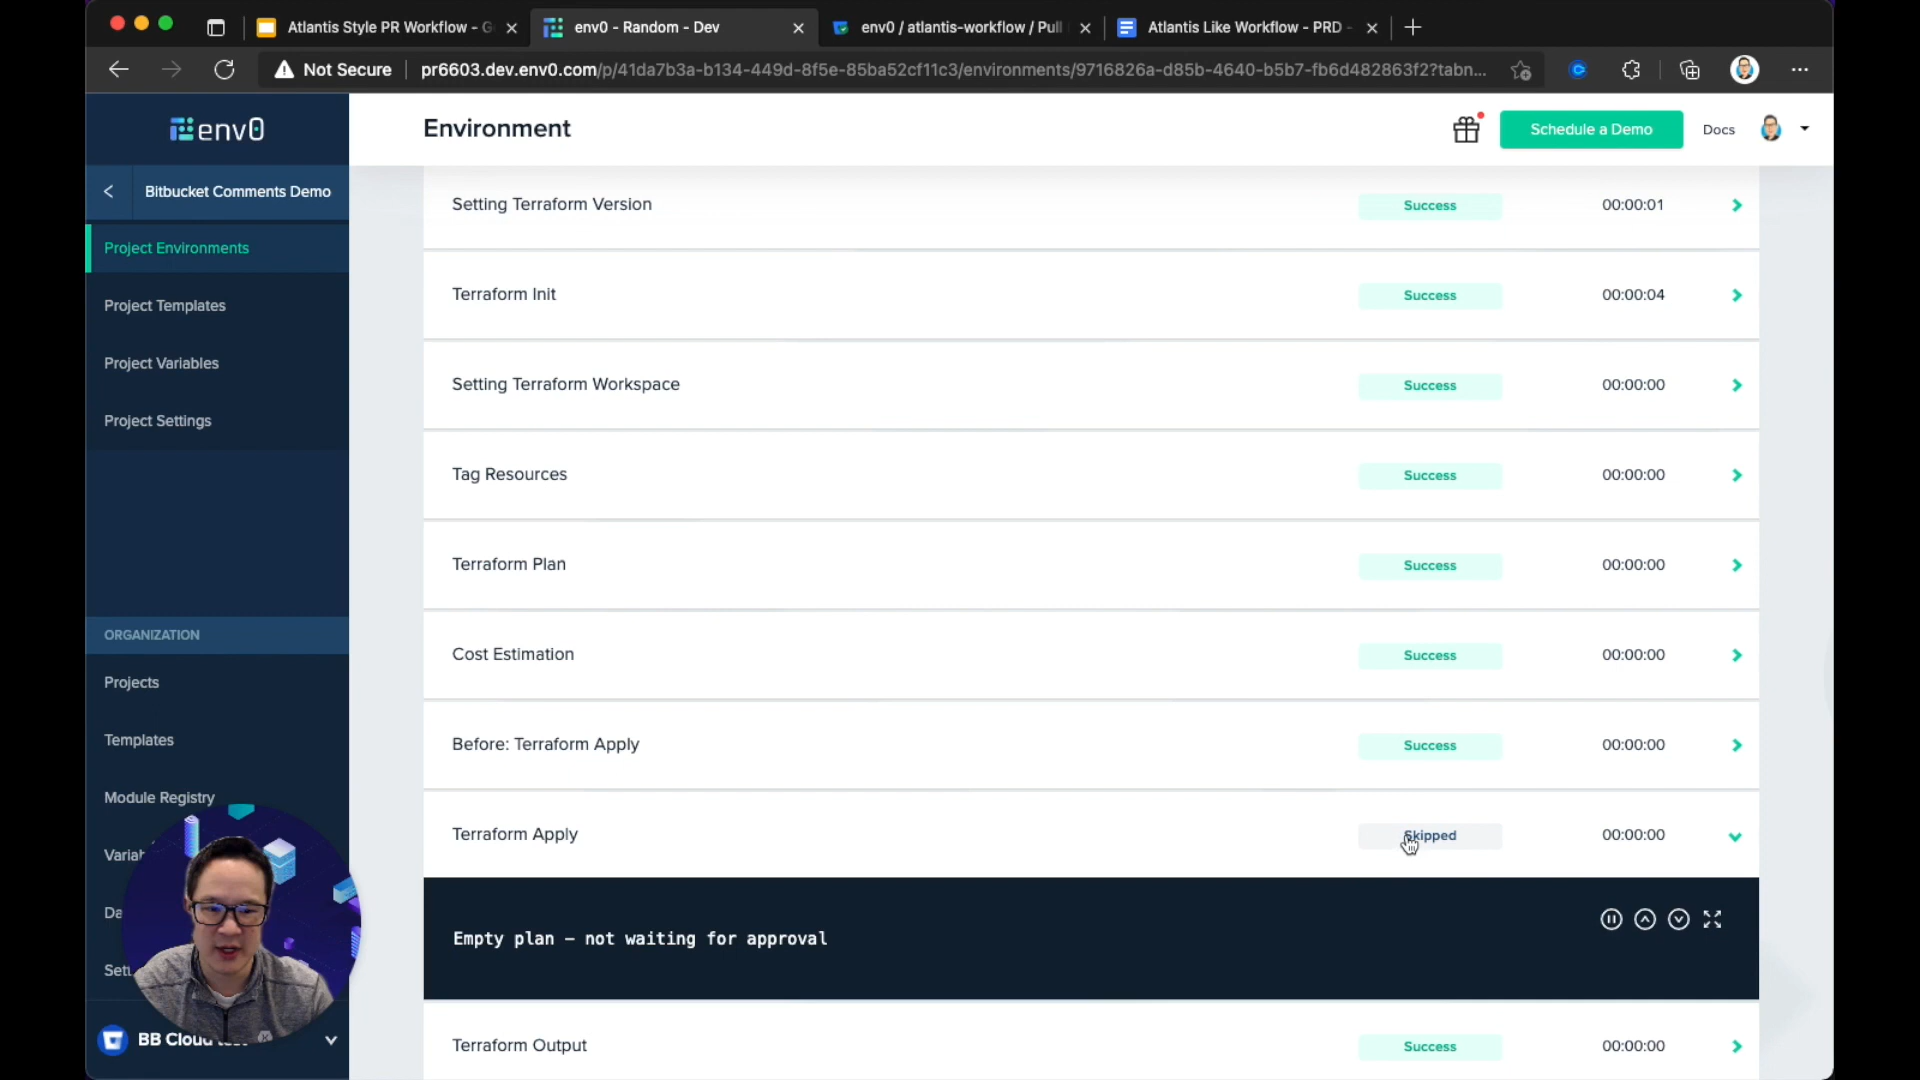 Atlantis Style PR Workflow - G
env0 - Random - Dev
env0 / atlantis-workflow / Pull
Atlantis Like Workflow - PRD -
Not Secure
pr6603.dev.env0.com/p/41da7b3a-b134-449d-8f5e-85ba52cf11c3/environments/9716826a-d85b-4640-b5b7-fb6d482863f2?tabn...
env0
Environment
Schedule a Demo
Docs
Bitbucket Comments Demo
Project Environments
Project Templates
Project Variables
Project Settings
ORGANIZATION
Projects
Templates
Module Registry
Variab
Da
Sett
BB Cloud test
Setting Terraform Version
Success
00:00:01
Terraform Init
Success
00:00:04
Setting Terraform Workspace
Success
00:00:00
Tag Resources
Success
00:00:00
Terraform Plan
Success
00:00:00
Cost Estimation
Success
00:00:00
Before: Terraform Apply
Success
00:00:00
Terraform Apply
Skipped
00:00:00
Empty plan – not waiting for approval
Terraform Output
Success
00:00:00